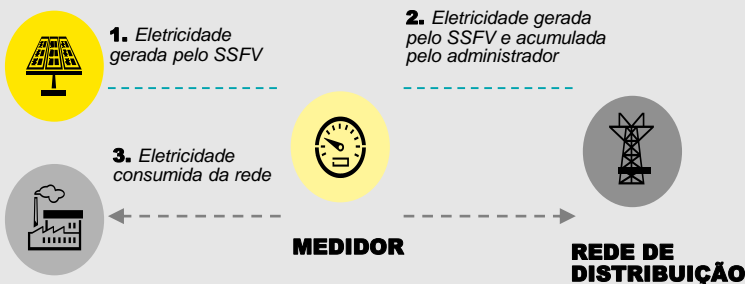 1. Eletricidade
gerada pelo SSFV
2. Eletricidade gerada
pelo SSFV e acumulada
pelo administrador
3. Eletricidade
consumida da rede
MEDIDOR
REDE DE
DISTRIBUIÇÃO